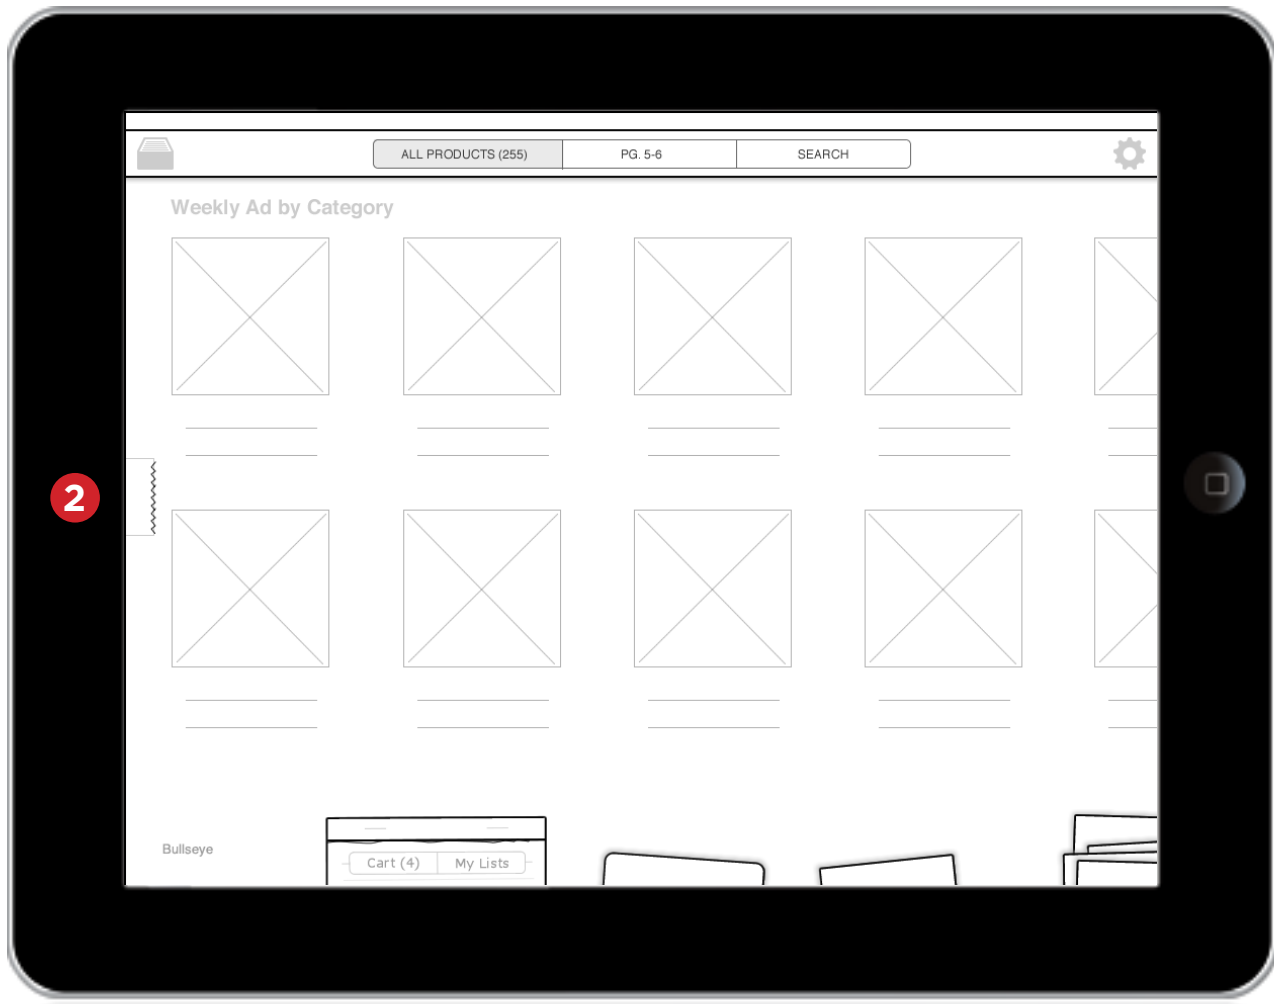 ALL PRODUCTS (255)
PG. 5-6
SEARCH
Weekly Ad by Category
2
Bullseye
Cart (4)
My Lists